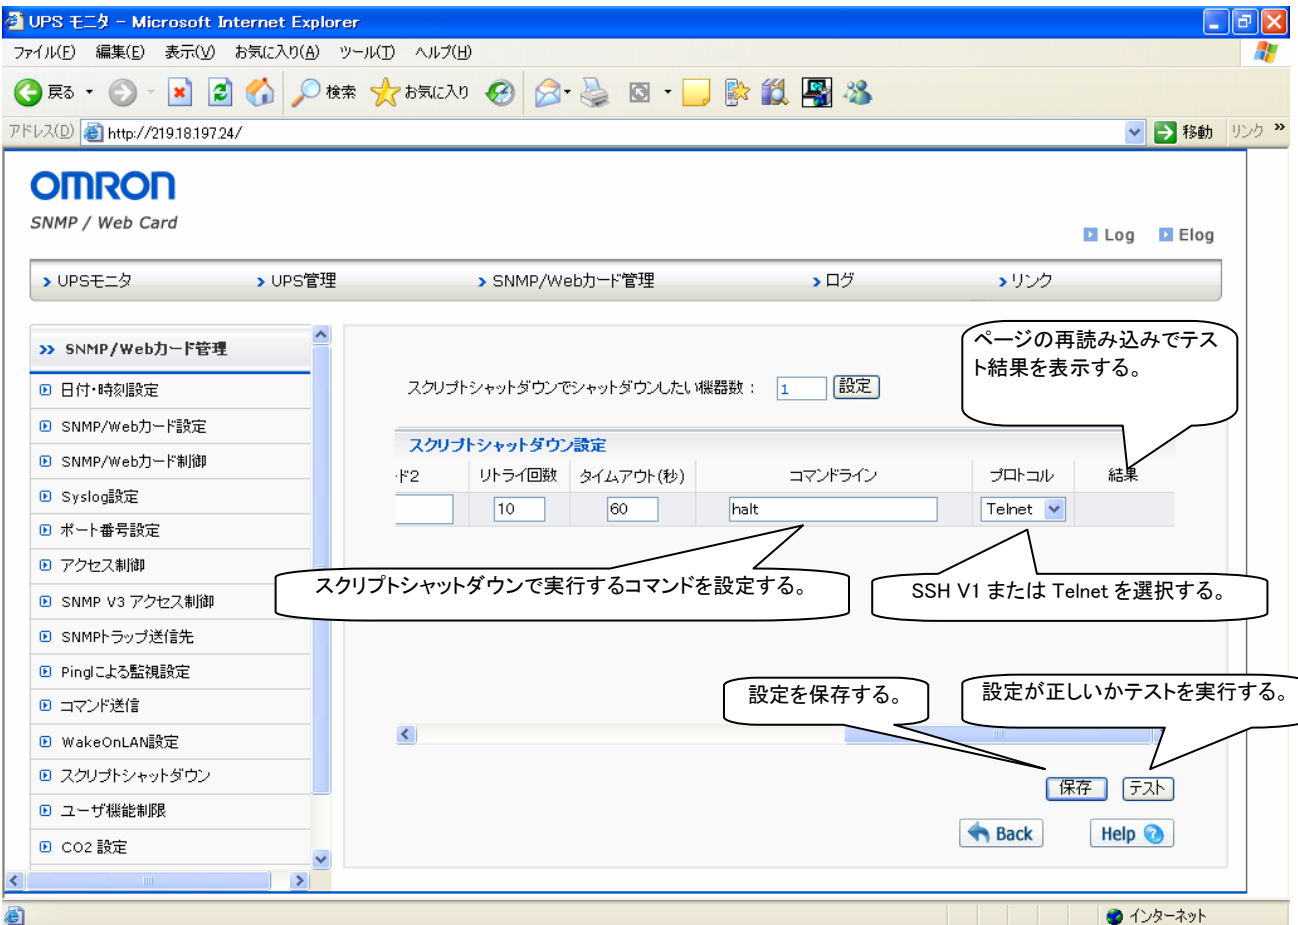 UPS モニタ - Microsoft Internet Explorer
ファイル(F) 編集(E) 表示(V) お気に入り(A) ツール(T) ヘルプ(H)
戻る 検索 お気に入り
アドレス(D) http://219.18.197.24/ 移動 リンク »
OMRON
SNMP / Web Card
Log Elog
UPSモニタ UPS管理 SNMP/Webカード管理 ログ リンク
SNMP/Webカード管理
日付・時刻設定
SNMP/Webカード設定
SNMP/Webカード制御
Syslog設定
ポート番号設定
アクセス制御
SNMP V3 アクセス制御
SNMPトラップ送信先
Pingによる監視設定
コマンド送信
WakeOnLAN設定
スクリプトシャットダウン
ユーザ機能制限
CO2 設定
ページの再読み込みでテス
ト結果を表示する。
スクリプトシャットダウンでシャットダウンしたい機器数: 1 設定
スクリプトシャットダウン設定
ド2 リトライ回数 タイムアウト(秒) コマンドライン プロトコル 結果
10 60 halt Telnet
スクリプトシャットダウンで実行するコマンドを設定する。
SSH V1 または Telnet を選択する。
設定を保存する。
設定が正しいかテストを実行する。
保存 テスト
Back Help
インターネット